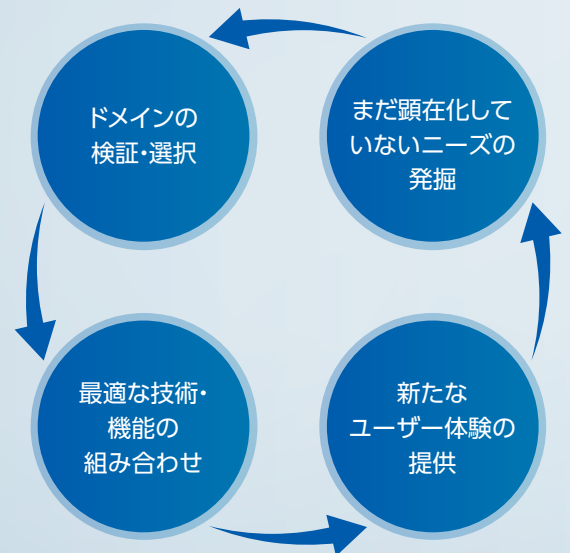 ドメインの
検証・選択
まだ顕在化して
いないニーズの
発掘
最適な技術・
機能の
組み合わせ
新たな
ユーザー体験の
提供